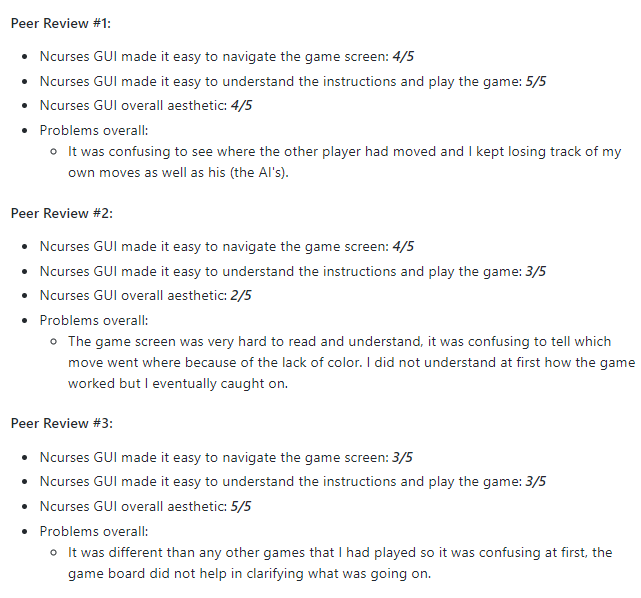 Peer Review #1:
• Ncurses GUI made it easy to navigate the game screen: 4/5
• Ncurses GUI made it easy to understand the instructions and play the game: 5/5
• Ncurses GUI overall aesthetic: 4/5
• Problems overall:
◦ It was confusing to see where the other player had moved and I kept losing track of my
own moves as well as his (the AI's).
Peer Review #2:
• Ncurses GUI made it easy to navigate the game screen: 4/5
• Ncurses GUI made it easy to understand the instructions and play the game: 3/5
• Ncurses GUI overall aesthetic: 2/5
• Problems overall:
◦ The game screen was very hard to read and understand, it was confusing to tell which
move went where because of the lack of color. I did not understand at first how the game
worked but I eventually caught on.
Peer Review #3:
• Ncurses GUI made it easy to navigate the game screen: 3/5
• Ncurses GUI made it easy to understand the instructions and play the game: 3/5
• Ncurses GUI overall aesthetic: 5/5
• Problems overall:
◦ It was different than any other games that I had played so it was confusing at first, the
game board did not help in clarifying what was going on.